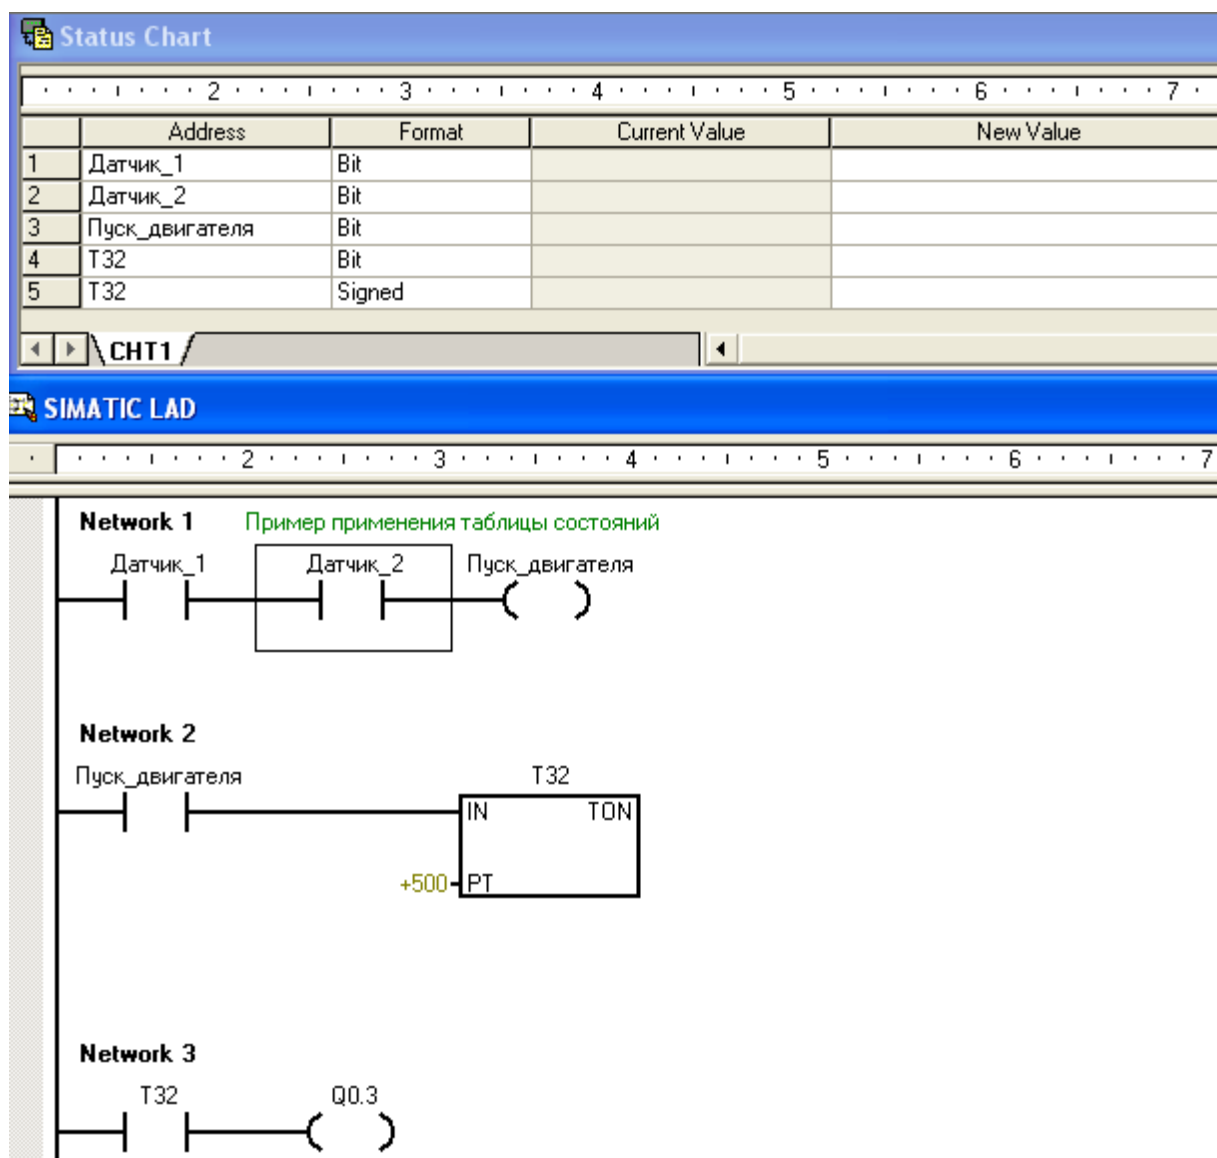 Status Chart
2 3 4 5 6 7
Address Format Current Value New Value
1 Датчик_1 Bit
2 Датчик_2 Bit
3 Пуск_двигателя Bit
4 T32 Bit
5 T32 Signed
CHT1
SIMATIC LAD
2 3 4 5 6 7
Network 1 Пример применения таблицы состояний
Датчик_1 Датчик_2 Пуск_двигателя
Network 2
Пуск_двигателя T32
IN TON
+500 PT
Network 3
T32 Q0.3